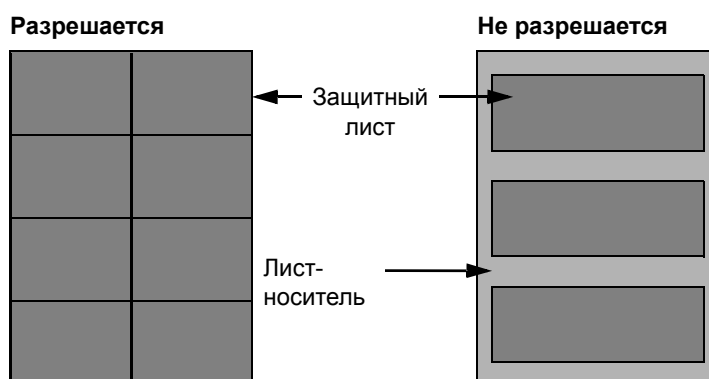 Разрешается
Не разрешается
Защитный
лист
Лист-
носитель